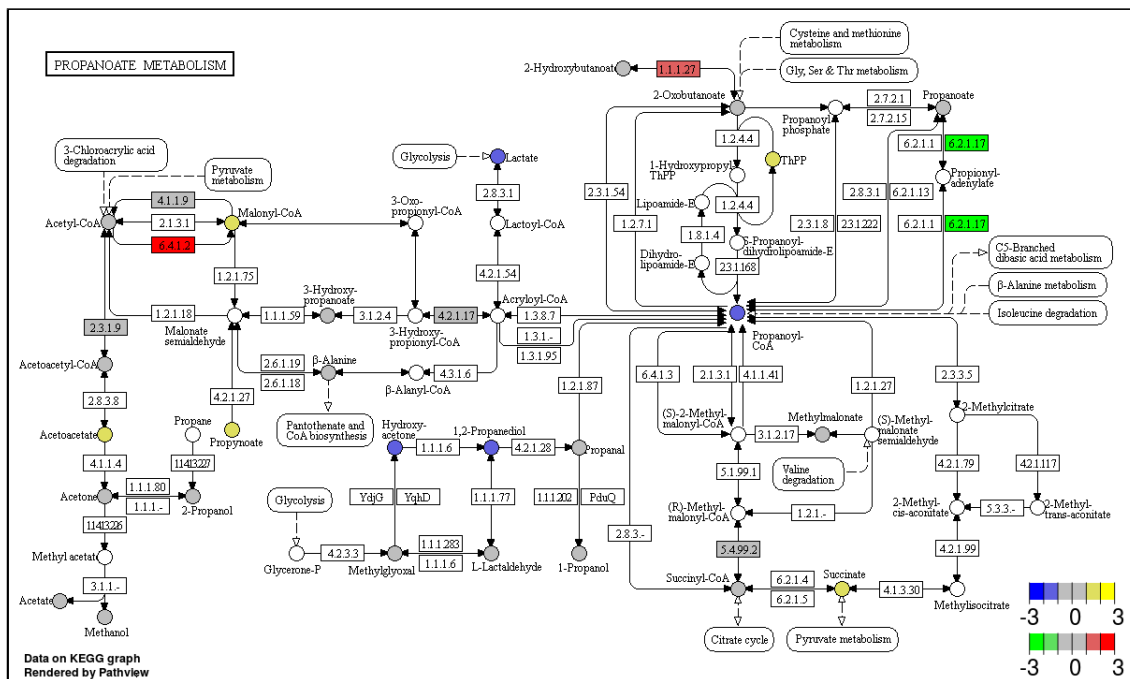 PROPANOATE METABOLISM
Cysteine and methionine
metabolism
2-Hydroxybutanoate
1.1.1.27
Gly, Ser & Thr metabolism
2-Oxobutanoate
Propanoyl
phosphate
2.7.2.1
2.7.2.15
Propanoate
3-Chloroacrylic acid
degradation
Pyruvate
metabolism
Glycolysis
Lactate
1.2.4.4
ThPP
6.2.1.1
6.2.1.17
1-Hydroxypropyl
ThPP
Propionyl-
adenylate
4.1.1.9
Acetyl-CoA
2.1.3.1
Malonyl-CoA
6.4.1.2
3-Oxo-
propionyl-CoA
2.8.3.1
Lactoyl-CoA
2.3.1.54
1.2.7.1
Lipoamide-E
1.2.4.4
1.8.1.4
2.3.1.8
2.3.1.222
2.8.3.1
6.2.1.13
6.2.1.1
6.2.1.17
S-Propanoyl-
dihydrolipoamide-E
Dihydro-
lipoamide-E
2.3.1.168
C5-Branched
dibasic acid metabolism
β-Alanine metabolism
Isoleucine degradation
1.2.1.75
4.2.1.54
3-Hydroxy-
propanoate
Acryloyl-CoA
1.2.1.18
Malonate
semialdehyde
1.1.1.59
3.1.2.4
4.2.1.17
3-Hydroxy-
propionyl-CoA
1.3.8.7
1.3.1.-
1.3.1.95
Propanoyl-
CoA
2.3.1.9
Acetoacetyl-CoA
2.6.1.19
2.6.1.18
β-Alanine
4.3.1.6
β-Alanyl-CoA
1.2.1.87
6.4.1.3
2.1.3.1
4.1.1.41
1.2.1.27
2.3.3.5
2.8.3.8
4.2.1.27
Pantothenate and
CoA biosynthesis
(S)-2-Methyl-
malonyl-CoA
Methylmalonate
3.1.2.17
(S)-Methyl-
malonate
semialdehyde
2-Methylcitrate
Acetoacetate
Propane
Propynoate
Hydroxy-
acetone
1.1.1.6
1,2-Propanediol
4.2.1.28
Propanal
4.1.1.4
1.14.13.227
5.1.99.1
Valine
degradation
4.2.1.79
4.2.1.117
Acetone
1.1.1.80
1.1.1.-
2-Propanol
Glycolysis
YdjG
YqhD
1.1.1.77
1.1.1.202
PduQ
(R)-Methyl-
malonyl-CoA
1.2.1.-
2-Methyl-
cis-aconitate
5.3.3.-
2-Methyl-
trans-aconitate
1.14.13.226
2.8.3.-
Methyl acetate
Glycerone-P
4.2.3.3
Methylglyoxal
1.1.1.283
1.1.1.6
L-Lactaldehyde
1-Propanol
5.4.99.2
4.2.1.99
3.1.1.-
Acetate
Methanol
Succinyl-CoA
6.2.1.4
6.2.1.5
Succinate
4.1.3.30
Methylisocitrate
Citrate cycle
Pyruvate metabolism
-3 0 3
-3 0 3
Data on KEGG graph
Rendered by Pathview